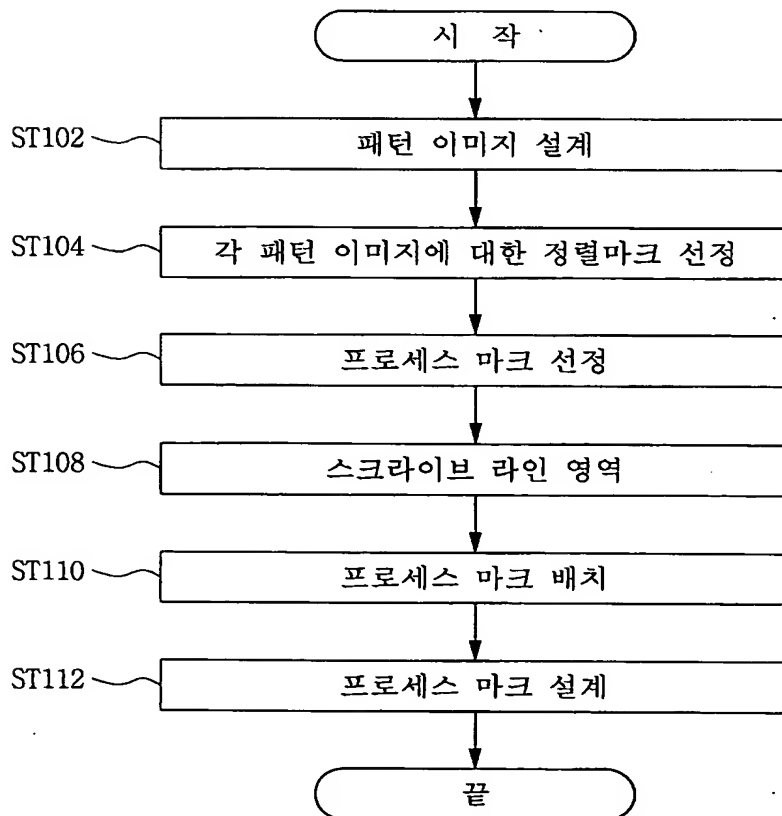 시 작
ST102 패턴 이미지 설계
ST104 각 패턴 이미지에 대한 정렬마크 선정
ST106 프로세스 마크 선정
ST108 스크라이브 라인 영역
ST110 프로세스 마크 배치
ST112 프로세스 마크 설계
끝